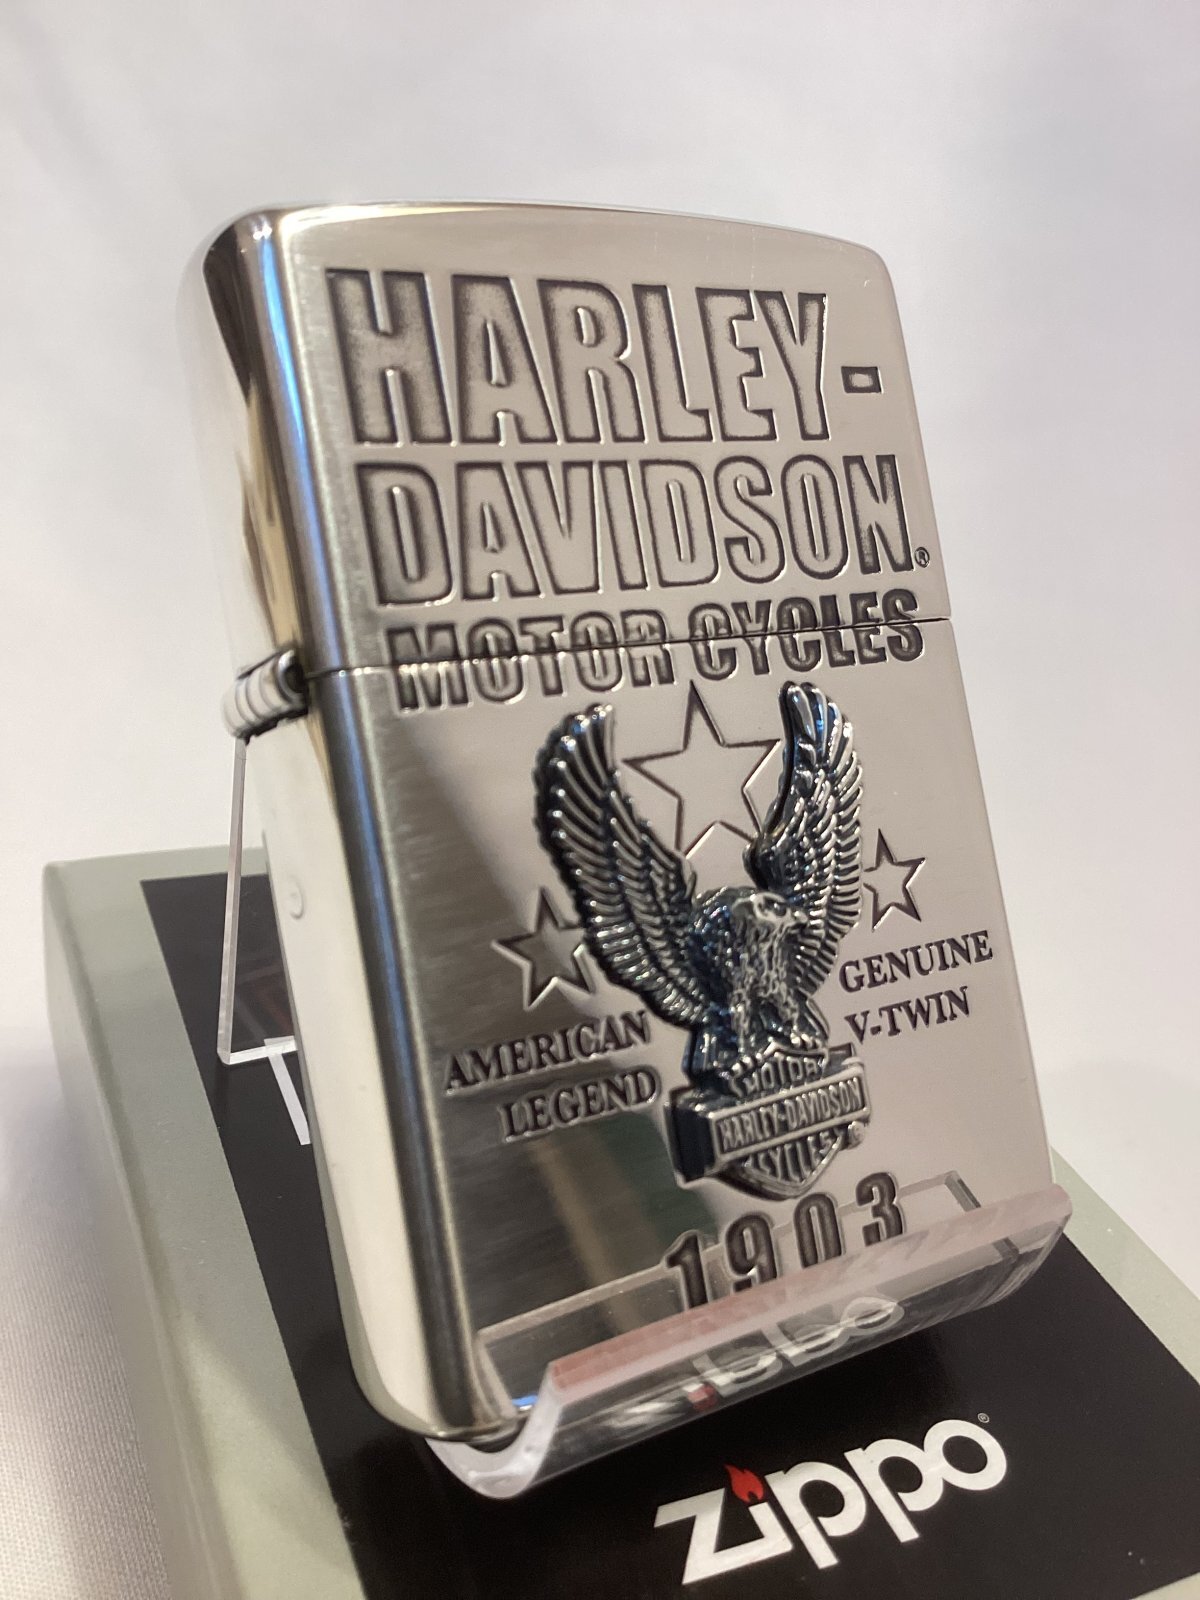 HARLEY-
DAVIDSON®
MOTOR CYCLES
GENUINE
V-TWIN
AMERICAN
LEGEND
MOTOR
HARLEY-DAVIDSON
CYCLES
®
1903
zippo®